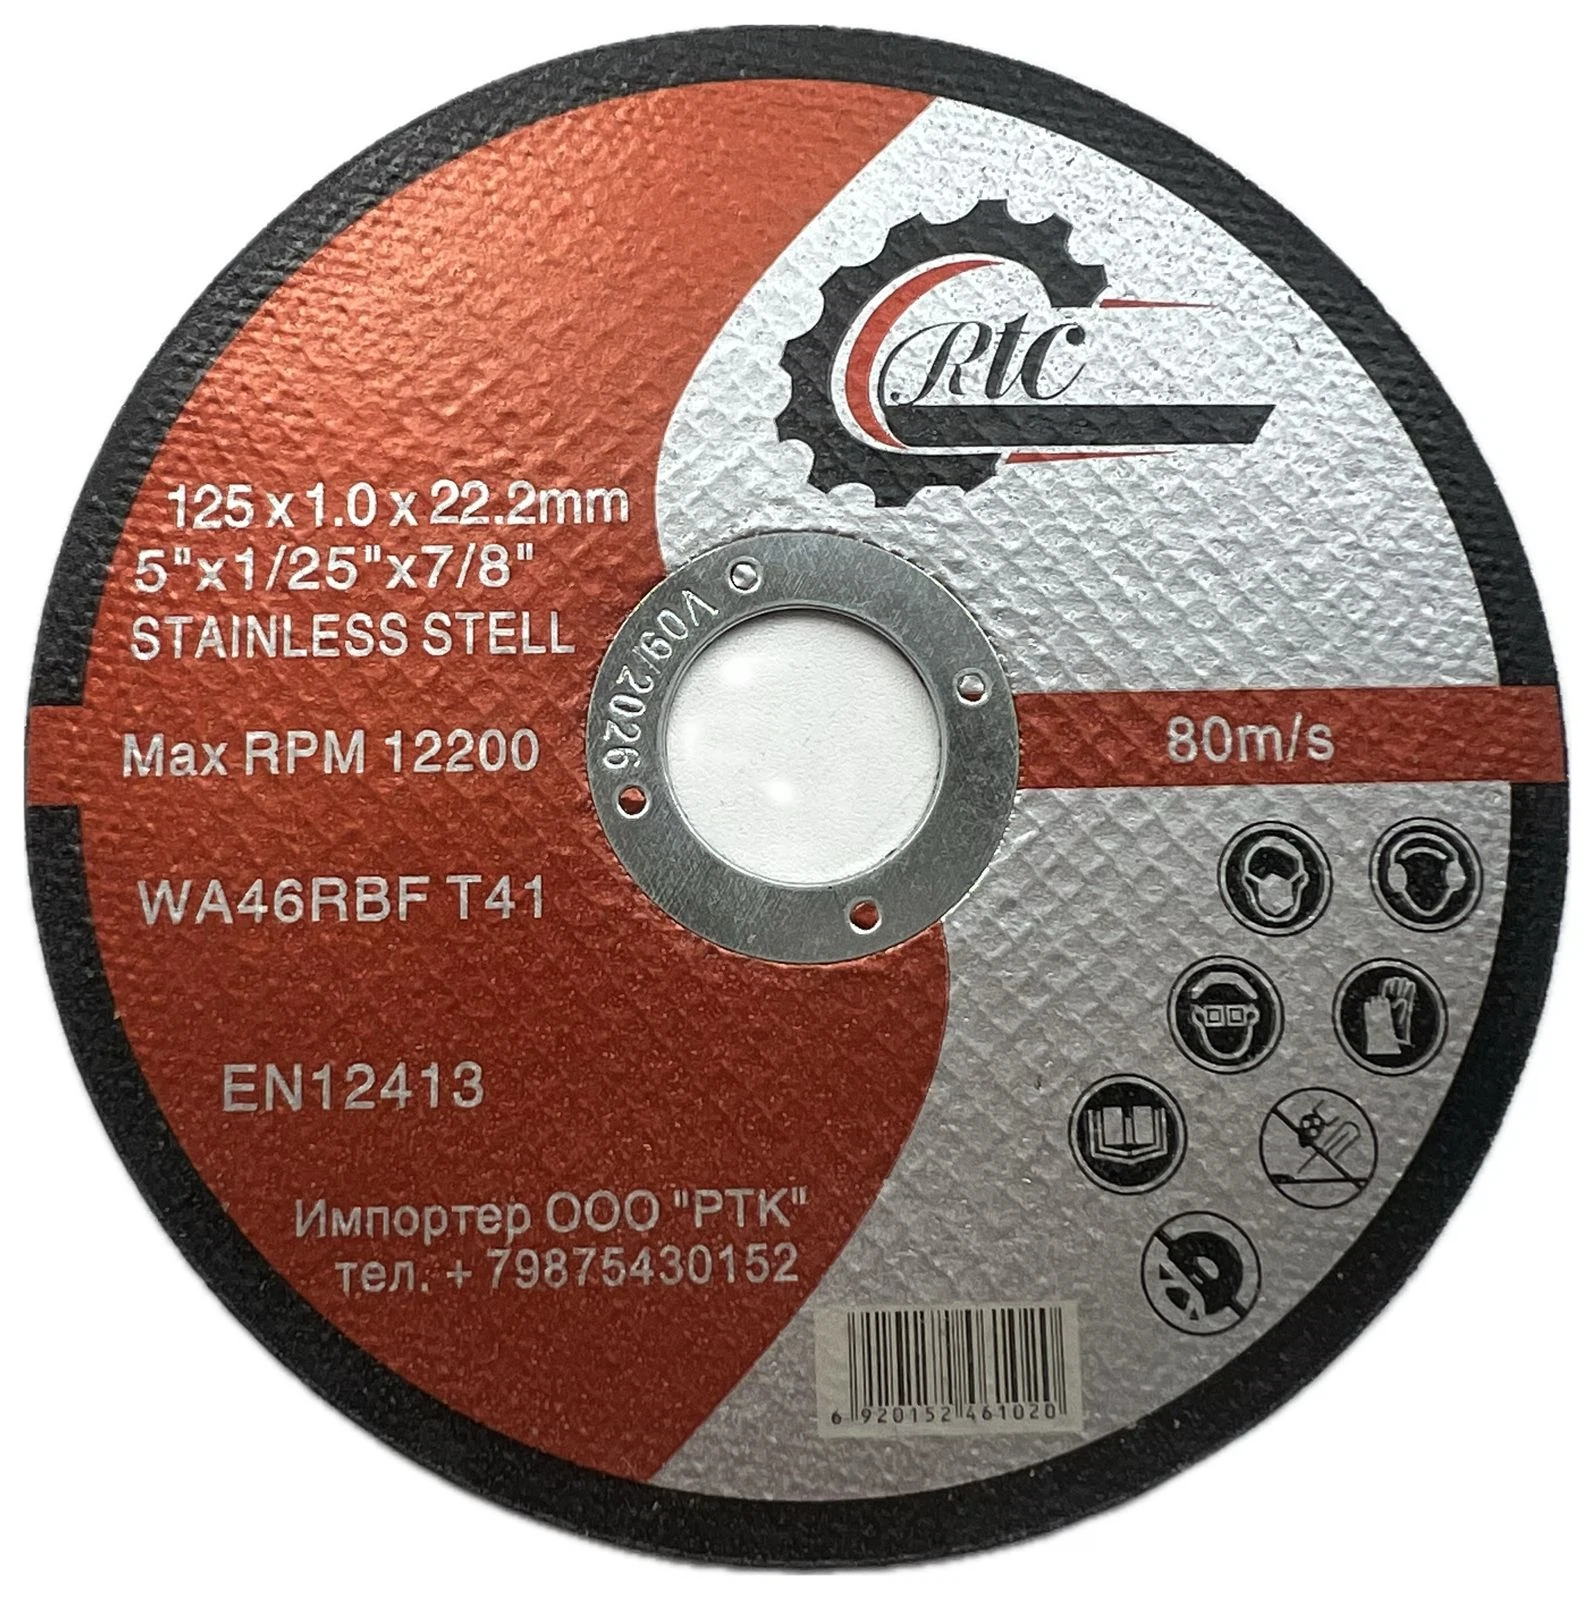 Rtc
125 x 1.0 x 22.2mm
5"x1/25"x7/8"
STAINLESS STELL
V09/2026
Max RPM 12200
80m/s
WA46RBF T41
EN12413
Импортер ООО "РТК"
тел. + 79875430152
6 920152 461020